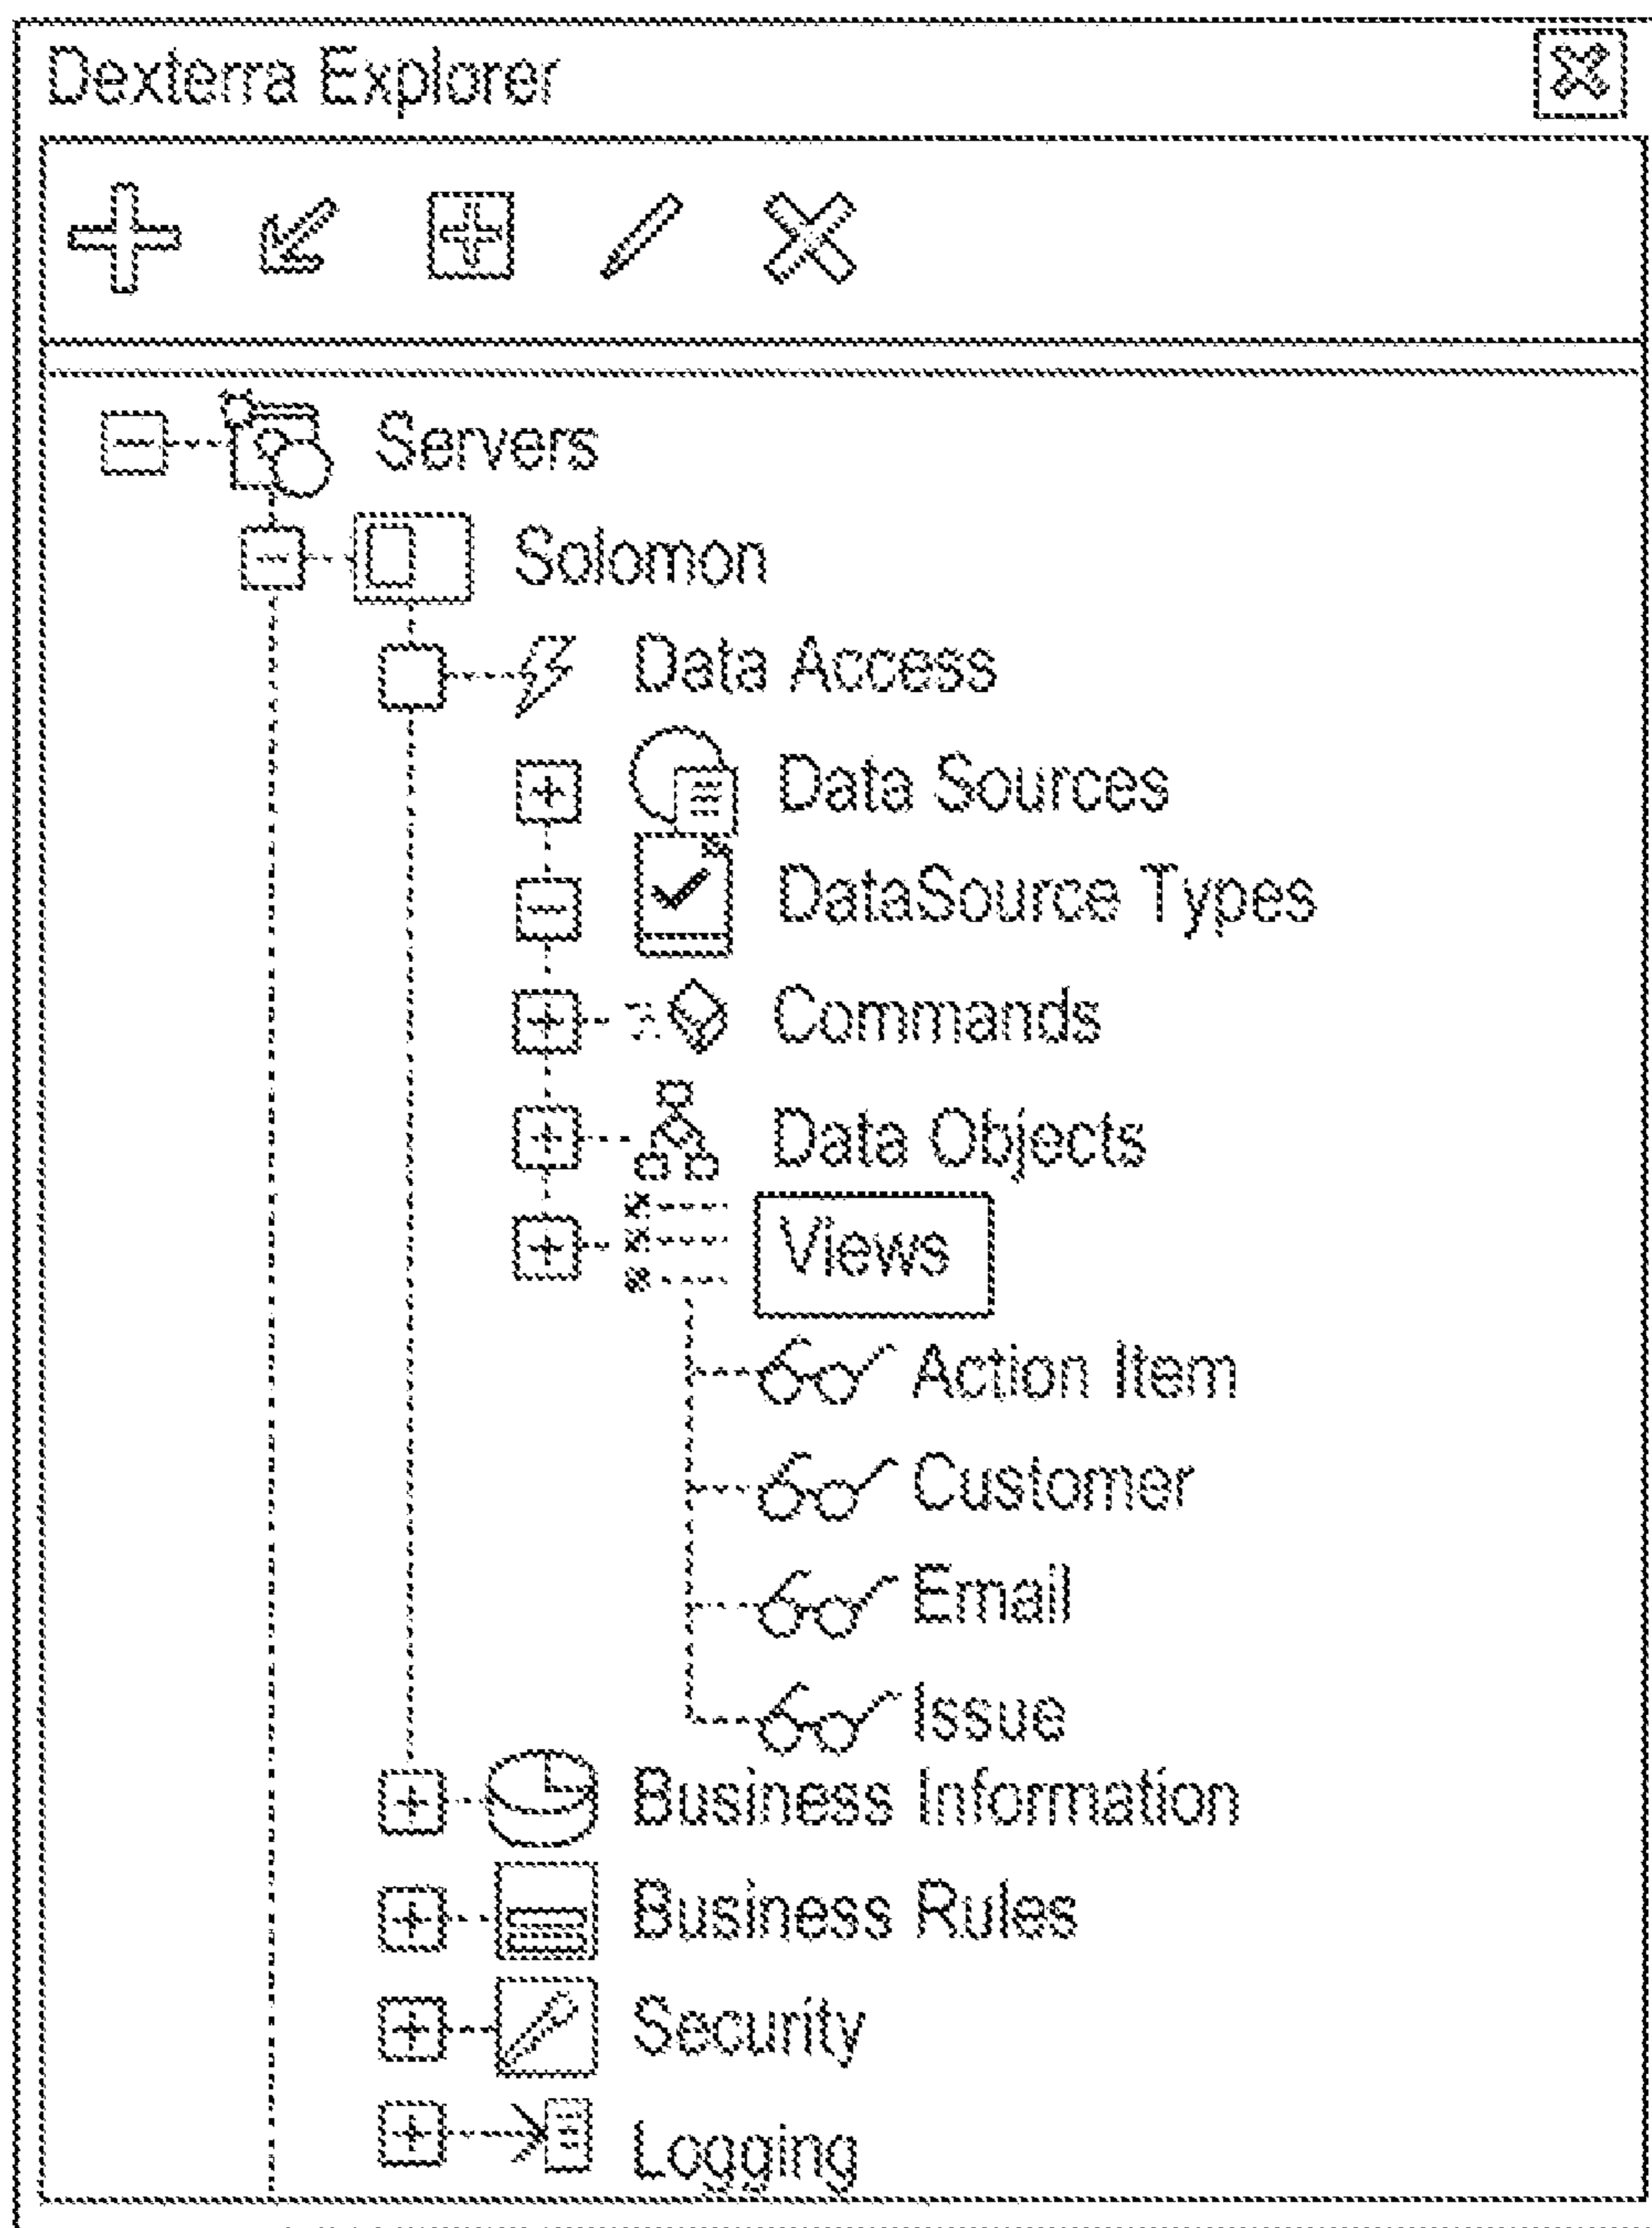 Dexterra Explorer
Servers
Solomon
Data Access
Data Sources
DataSource Types
Commands
Data Objects
Views
Action Item
Customer
Email
Issue
Business Information
Business Rules
Security
Logging